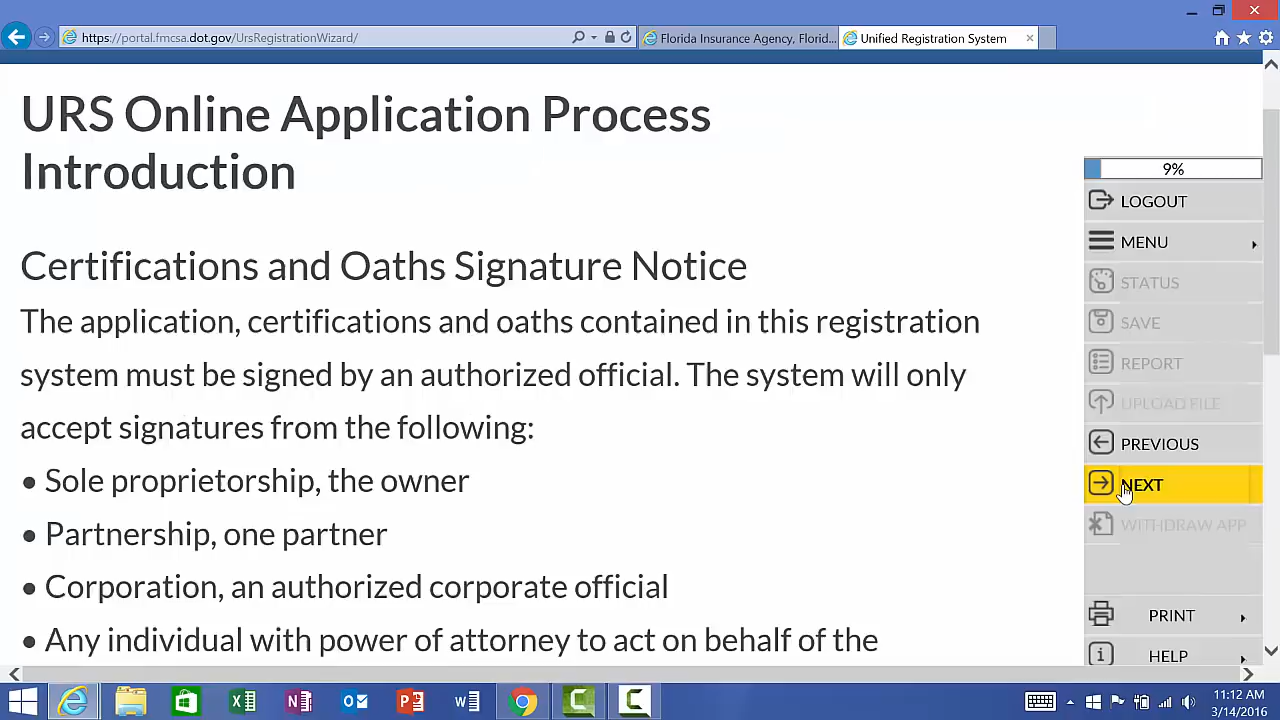 https://portal.fmcsa.dot.gov/UrsRegistrationWizard/
Florida Insurance Agency, Florid...
Unified Registration System
URS Online Application Process
Introduction
Certifications and Oaths Signature Notice
The application, certifications and oaths contained in this registration
system must be signed by an authorized official. The system will only
accept signatures from the following:
• Sole proprietorship, the owner
• Partnership, one partner
• Corporation, an authorized corporate official
• Any individual with power of attorney to act on behalf of the
9%
LOGOUT
MENU
STATUS
SAVE
REPORT
UPLOAD FILE
PREVIOUS
NEXT
WITHDRAW APP
PRINT
HELP
11:12 AM
3/14/2016